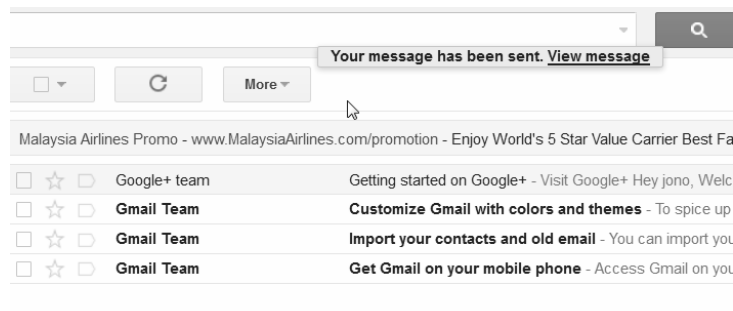 Your message has been sent. View message
More
Malaysia Airlines Promo - www.MalaysiaAirlines.com/promotion - Enjoy World's 5 Star Value Carrier Best Fa
Google+ team Getting started on Google+ - Visit Google+ Hey jono, Welc
Gmail Team Customize Gmail with colors and themes - To spice up
Gmail Team Import your contacts and old email - You can import you
Gmail Team Get Gmail on your mobile phone - Access Gmail on you